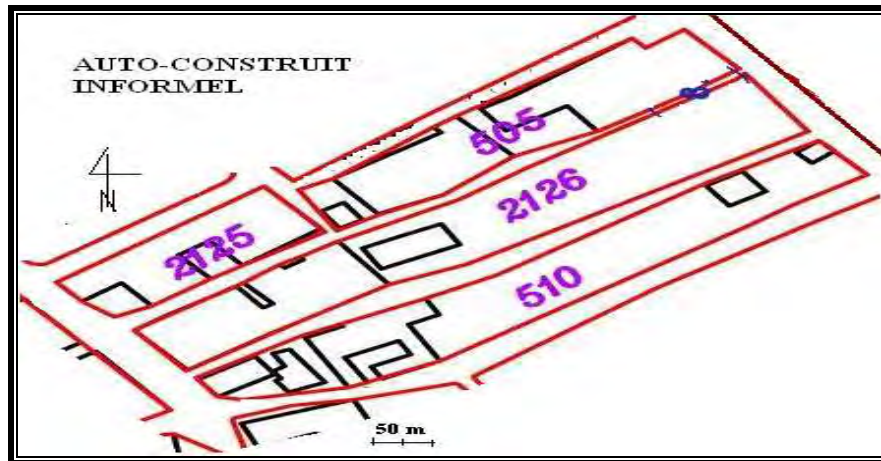 AUTO-CONSTRUIT
INFORMEL
N
505
2126
2125
510
50 m